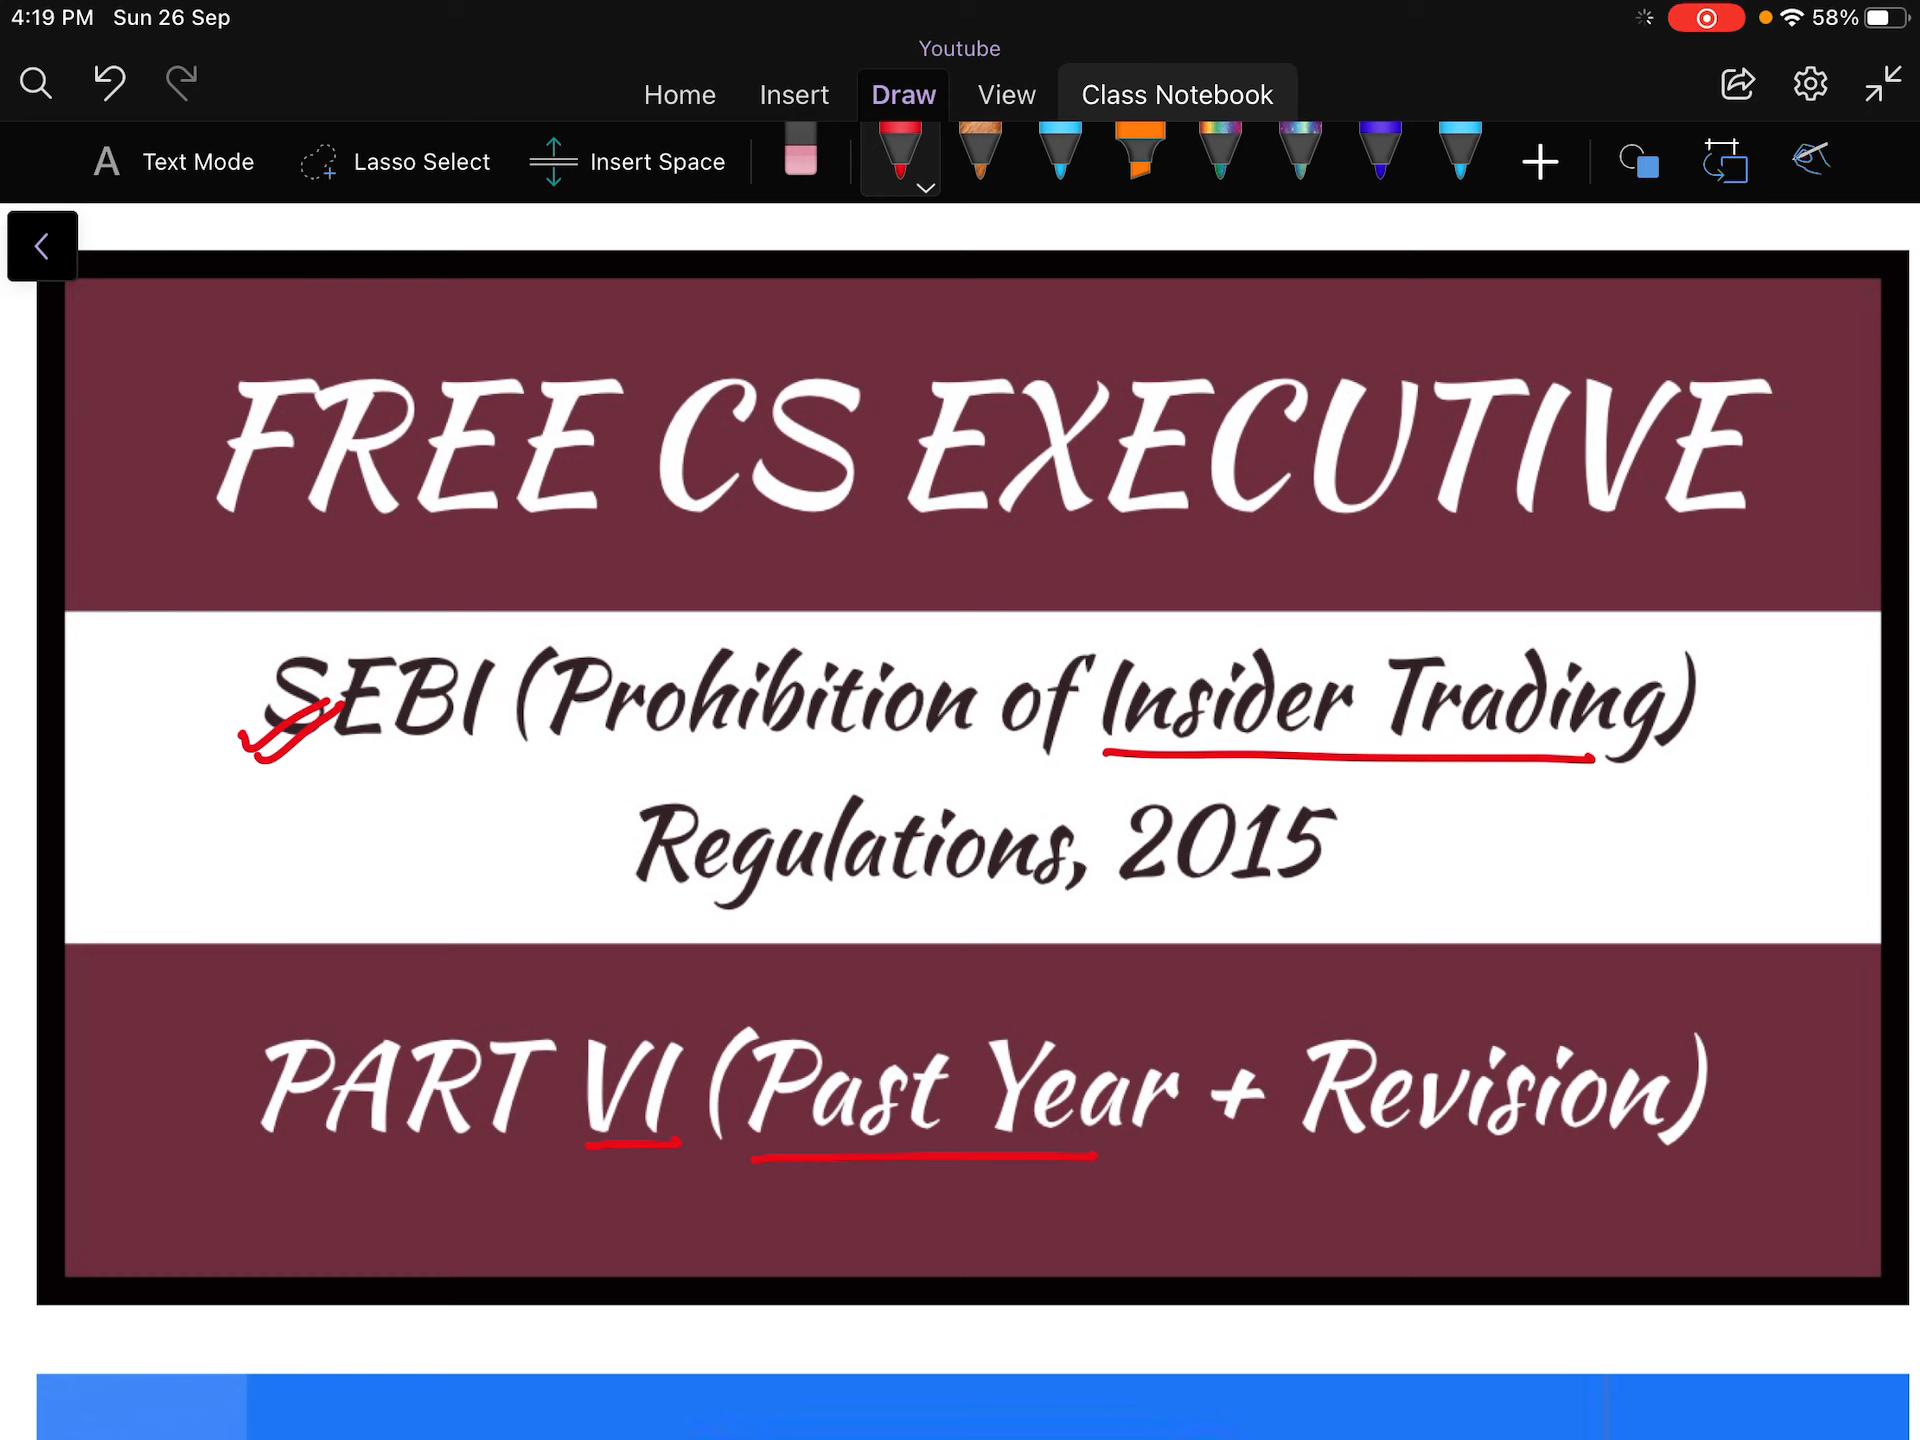 4:19 PM Sun 26 Sep
58%
Youtube
Home Insert Draw View Class Notebook
A Text Mode Lasso Select Insert Space
FREE CS EXECUTIVE
SEBI (Prohibition of Insider Trading)
Regulations, 2015
PART VI (Past Year + Revision)